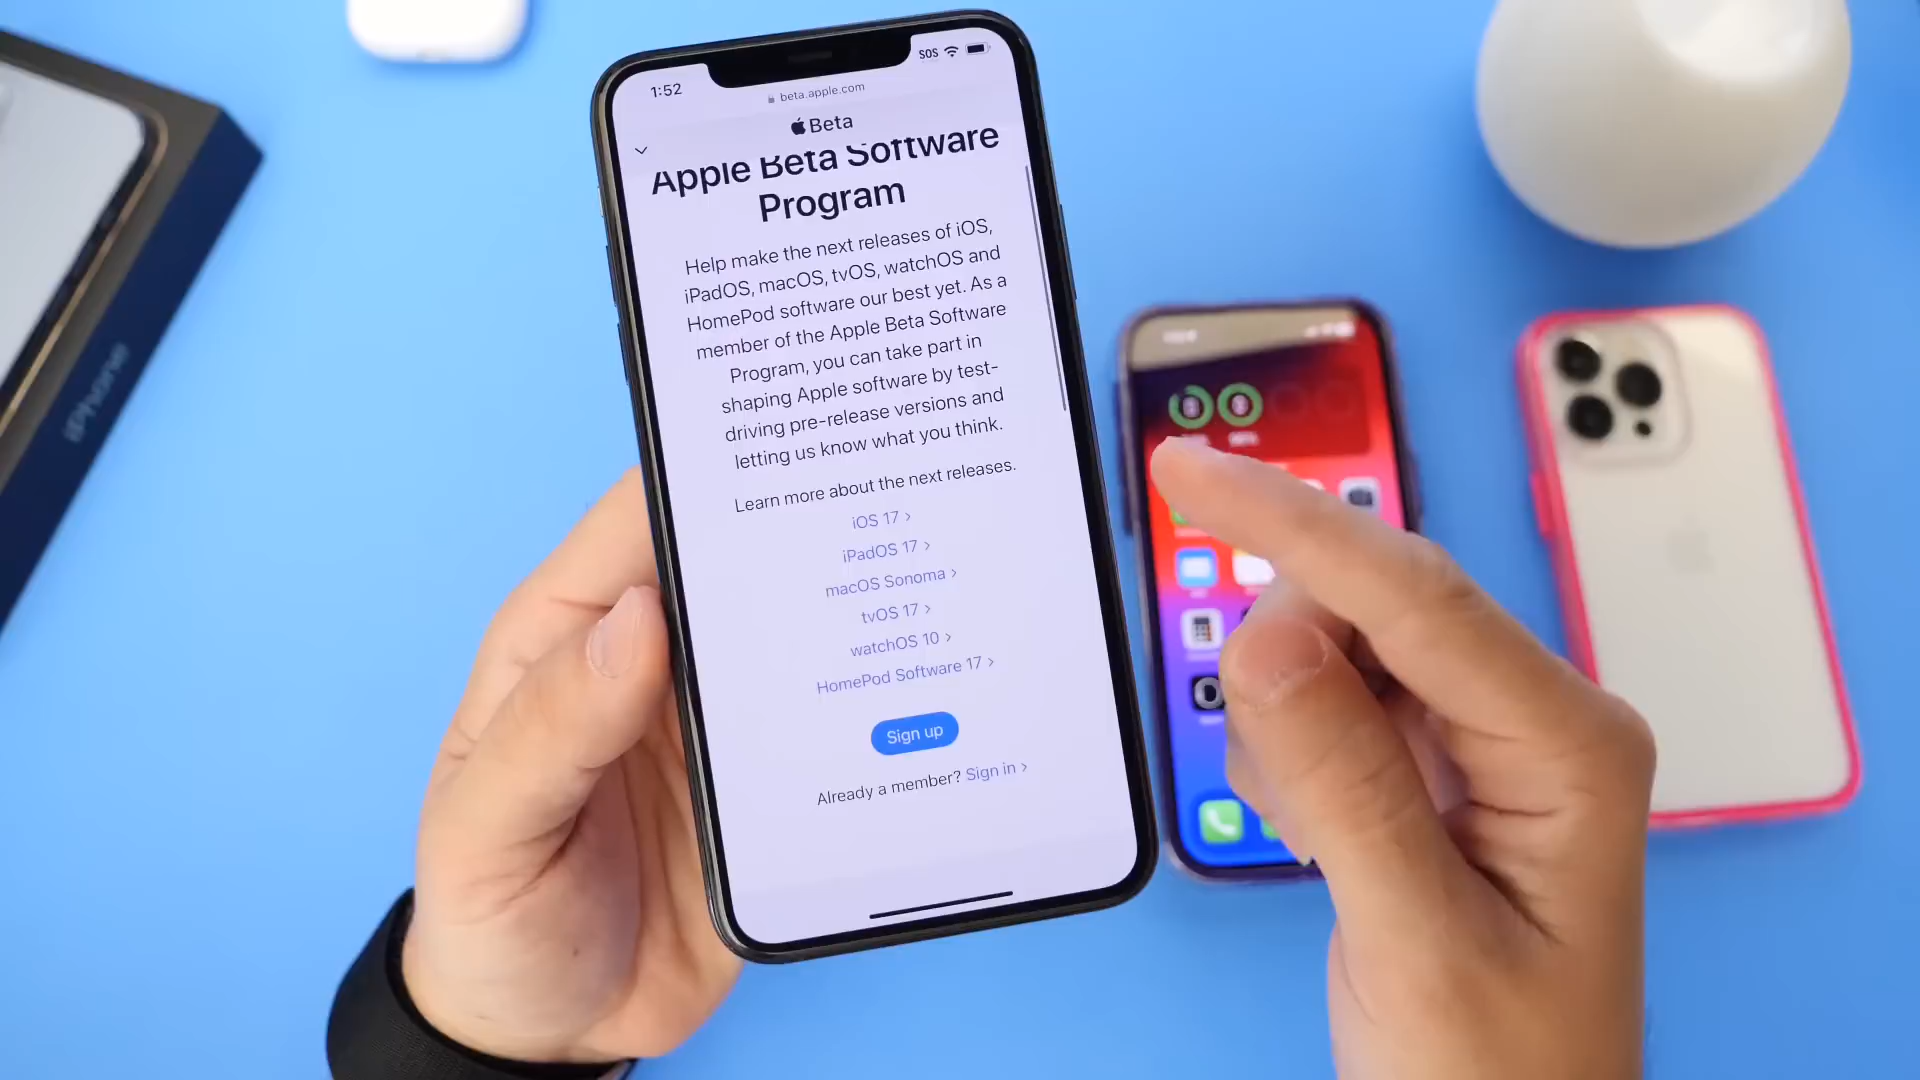 1:52
SOS
beta.apple.com
Beta
Apple Beta Software
Program
Help make the next releases of iOS,
iPadOS, macOS, tvOS, watchOS and
HomePod software our best yet. As a
member of the Apple Beta Software
Program, you can take part in
shaping Apple software by test-
driving pre-release versions and
letting us know what you think.
Learn more about the next releases.
iOS 17 >
iPadOS 17 >
macOS Sonoma >
tvOS 17 >
watchOS 10 >
HomePod Software 17 >
Sign up
Already a member? Sign in >
iPhone